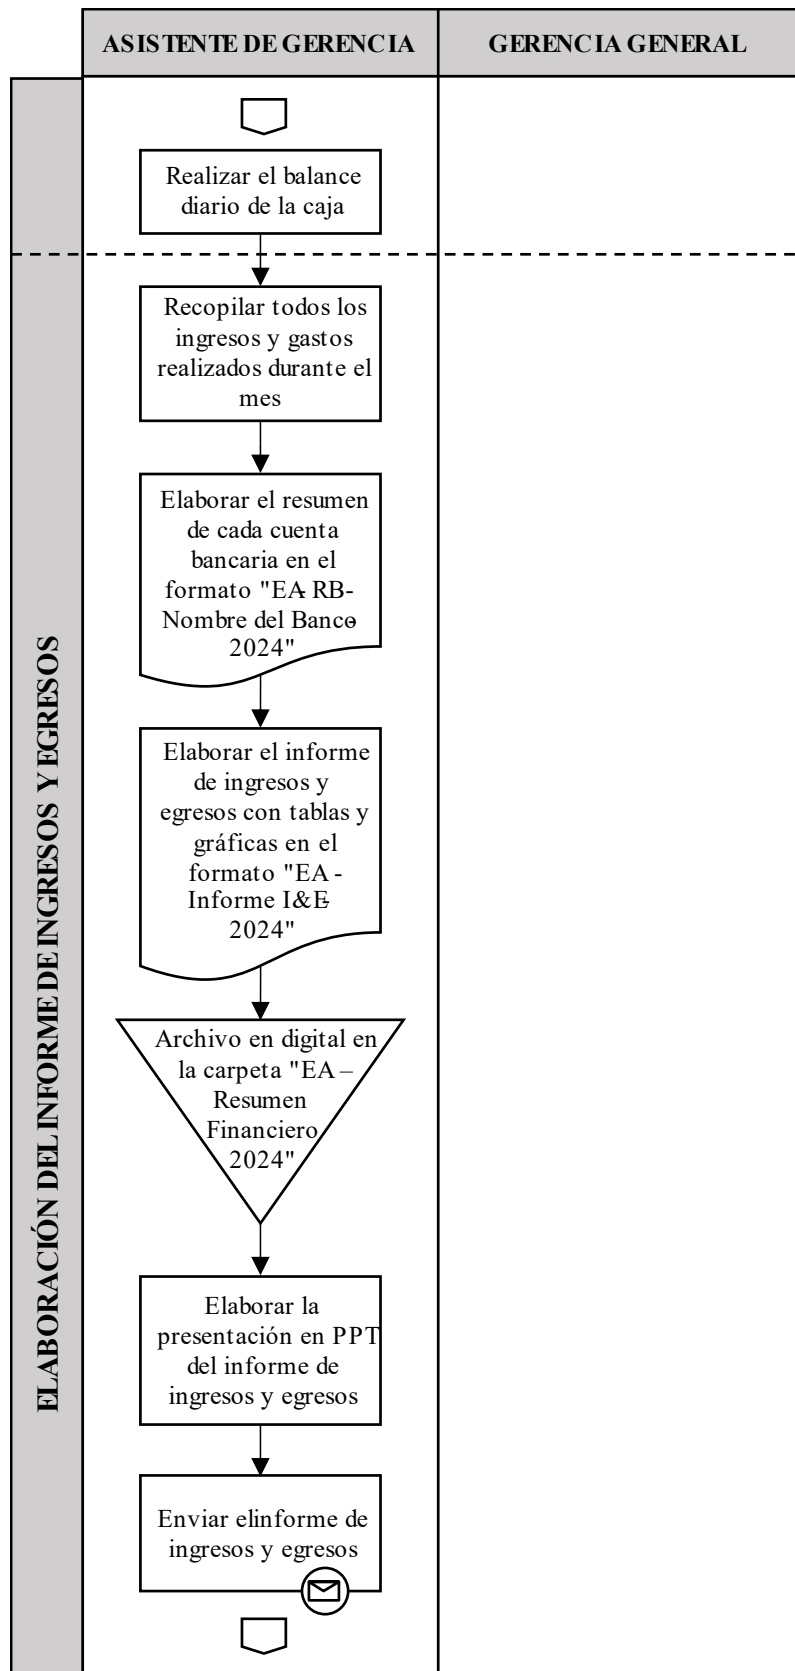 ASISTENTE DE GERENCIA
GERENCIA GENERAL
Realizar el balance
diario de la caja
ELABORACIÓN DEL INFORME DE INGRESOS Y EGRESOS
Recopilar todos los
ingresos y gastos
realizados durante el
mes
Elaborar el resumen
de cada cuenta
bancaria en el
formato "EA- RB-
Nombre del Banco-
2024"
Elaborar el informe
de ingresos y
egresos con tablas y
gráficas en el
formato "EA -
Informe I&E-
2024"
Archivo en digital en
la carpeta "EA –
Resumen
Financiero
2024"
Elaborar la
presentación en PPT
del informe de
ingresos y egresos
Enviar elinforme de
ingresos y egresos